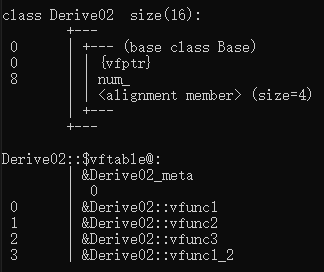 class Derive02  size(16):
        +---
 0      | +--- (base class Base)
 0      | | {vfptr}
 8      | | num_
        | | <alignment member> (size=4)
        | +---
        +---
Derive02::$vftable@:
        | &Derive02_meta
        |  0
 0      | &Derive02::vfunc1
 1      | &Derive02::vfunc2
 2      | &Derive02::vfunc3
 3      | &Derive02::vfunc1_2